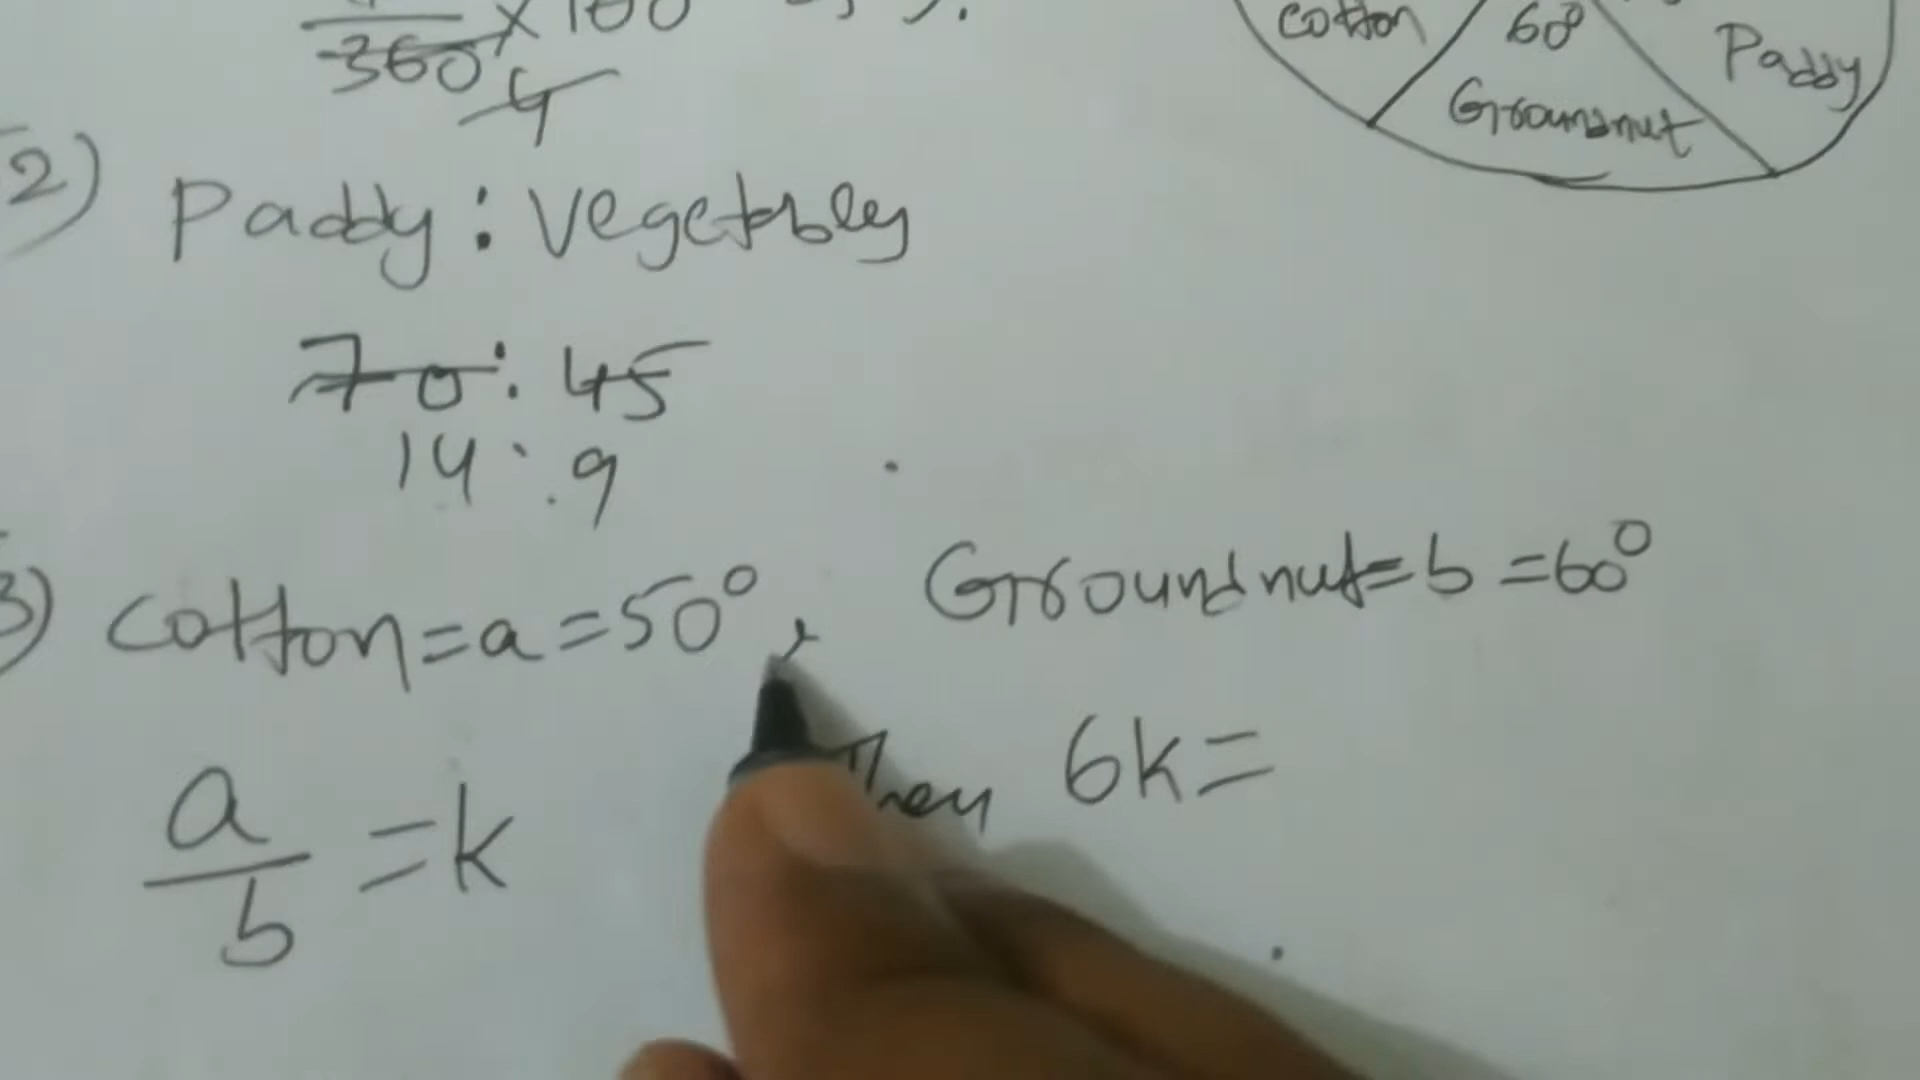 Cotton
60°
Paddy
Groundnut
× 100
360
4
2) Paddy : Vegetables
70 : 45
14 : 9
3) Cotton = a = 50°, Groundnut = b = 60°
a/b = k
Then 6k =